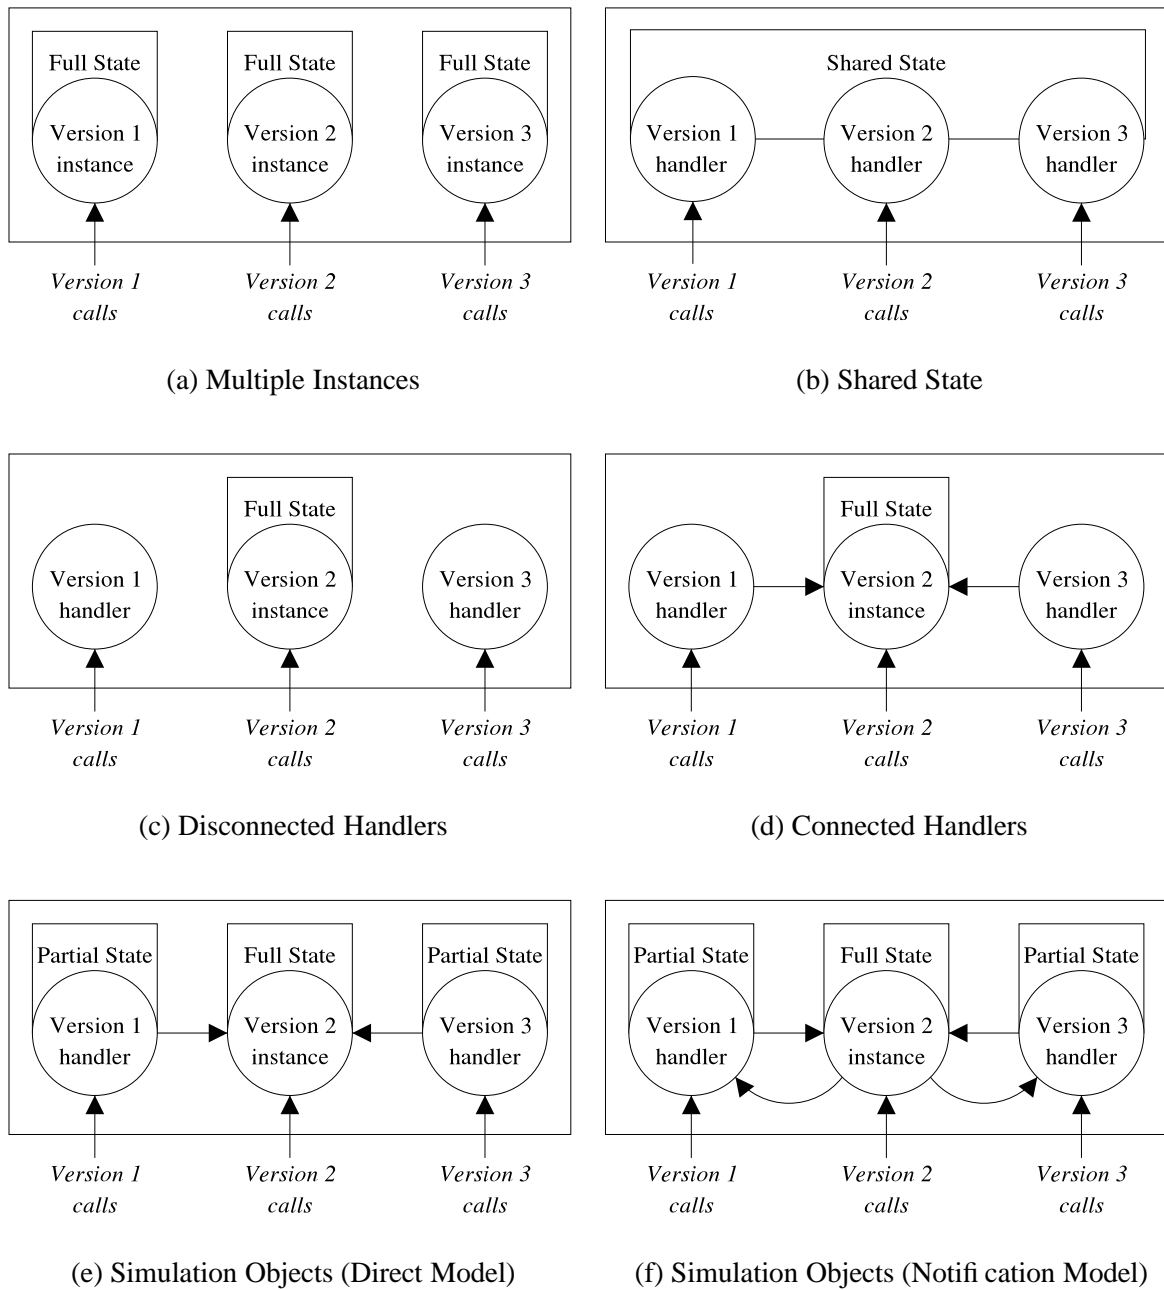 Full State Full State Full State
Version 1 Version 2 Version 3
instance instance instance
Version 1 Version 2 Version 3
calls calls calls
(a) Multiple Instances
Shared State
Version 1 Version 2 Version 3
handler handler handler
Version 1 Version 2 Version 3
calls calls calls
(b) Shared State
Full State
Version 1 Version 2 Version 3
handler instance handler
Version 1 Version 2 Version 3
calls calls calls
(c) Disconnected Handlers
Full State
Version 1 Version 2 Version 3
handler instance handler
Version 1 Version 2 Version 3
calls calls calls
(d) Connected Handlers
Partial State Full State Partial State
Version 1 Version 2 Version 3
handler instance handler
Version 1 Version 2 Version 3
calls calls calls
(e) Simulation Objects (Direct Model)
Partial State Full State Partial State
Version 1 Version 2 Version 3
handler instance handler
Version 1 Version 2 Version 3
calls calls calls
(f) Simulation Objects (Notifi cation Model)